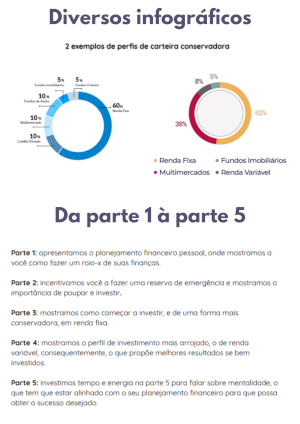 Diversos infográficos
2 exemplos de perfis de carteira conservadora
5%
Fundos Imobiliários
5%
Fundos Futuros
10%
Fundos de Ações
10%
Multimercado
10%
Crédito Privado
60%
Renda Fixa
8%
5%
35%
52%
Renda Fixa
Fundos Imobiliários
Multimercados
Renda Variável
Da parte 1 à parte 5
Parte 1: apresentamos o planejamento financeiro pessoal, onde mostramos a
você como fazer um raio-x de suas finanças.
Parte 2: incentivamos você a fazer uma reserva de emergência e mostramos a
importância de poupar e investir.
Parte 3: mostramos como começar a investir, e de uma forma mais
conservadora, em renda fixa.
Parte 4: mostramos o perfil de investimento mais arrojado, o de renda
variável, consequentemente, o que propõe melhores resultados se bem
investidos.
Parte 5: investimos tempo e energia na parte 5 para falar sobre mentalidade, o
que tem que estar alinhado com o seu planejamento financeiro para que possa
obter o sucesso desejado.